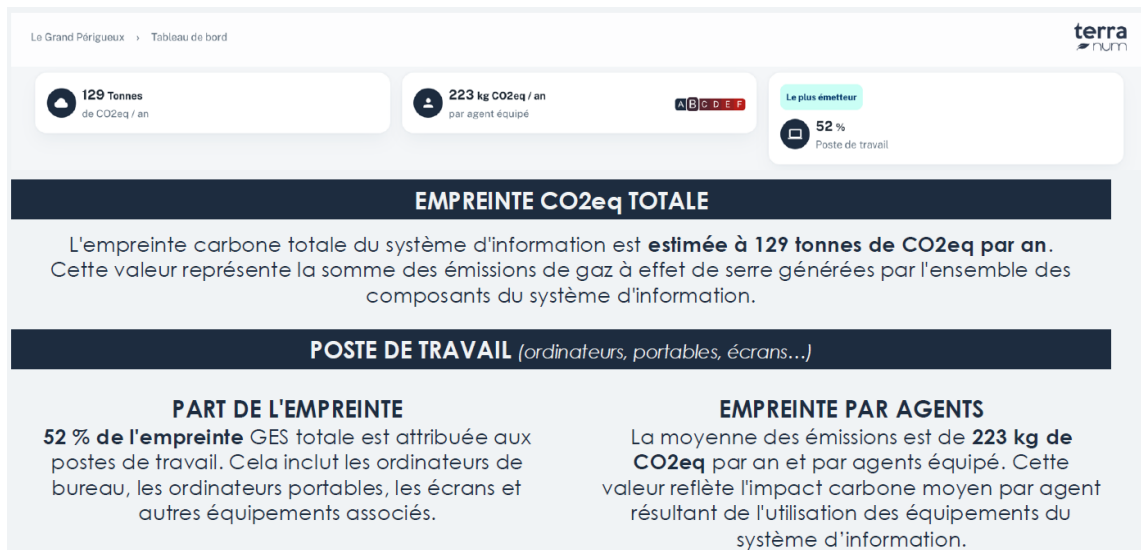 Le Grand Périgueux › Tableau de bord
terra
num
129 Tonnes
de CO2eq / an
223 kg CO2eq / an
par agent équipé
A B C D E F
Le plus émetteur
52 %
Poste de travail
EMPREINTE CO2eq TOTALE
L'empreinte carbone totale du système d'information est estimée à 129 tonnes de CO2eq par an.
Cette valeur représente la somme des émissions de gaz à effet de serre générées par l'ensemble des
composants du système d'information.
POSTE DE TRAVAIL (ordinateurs, portables, écrans...)
PART DE L'EMPREINTE
52 % de l'empreinte GES totale est attribuée aux
postes de travail. Cela inclut les ordinateurs de
bureau, les ordinateurs portables, les écrans et
autres équipements associés.
EMPREINTE PAR AGENTS
La moyenne des émissions est de 223 kg de
CO2eq par an et par agents équipé. Cette
valeur reflète l'impact carbone moyen par agent
résultant de l'utilisation des équipements du
système d’information.